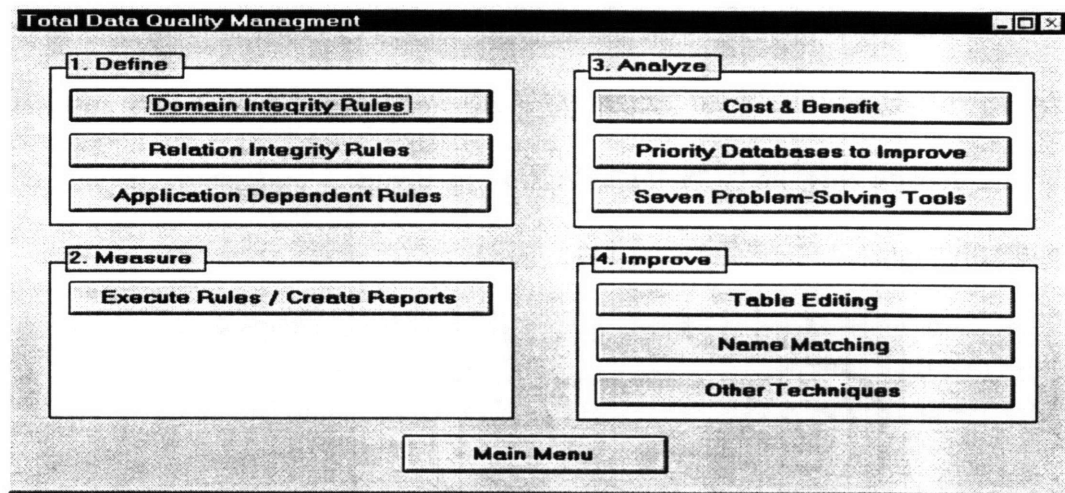 Total Data Quality Managment
1. Define
Domain Integrity Rules
Relation Integrity Rules
Application Dependent Rules
2. Measure
Execute Rules / Create Reports
3. Analyze
Cost & Benefit
Priority Databases to Improve
Seven Problem-Solving Tools
4. Improve
Table Editing
Name Matching
Other Techniques
Main Menu